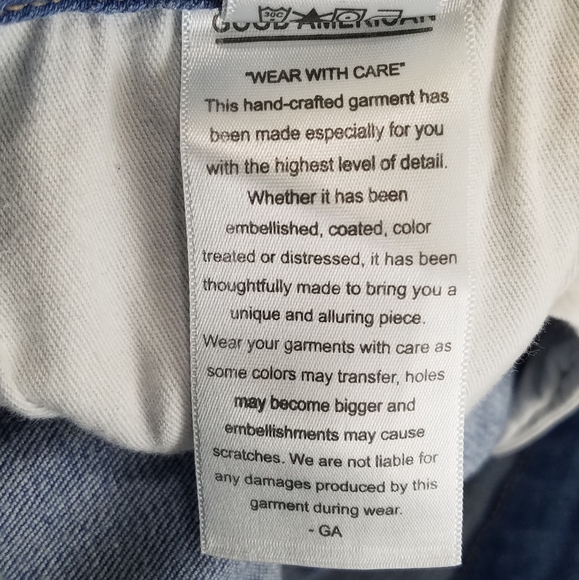 30C
GOOD AMERICAN
"WEAR WITH CARE"
This hand-crafted garment has
been made especially for you
with the highest level of detail.
Whether it has been
embellished, coated, color
treated or distressed, it has been
thoughtfully made to bring you a
unique and alluring piece.
Wear your garments with care as
some colors may transfer, holes
may become bigger and
embellishments may cause
scratches. We are not liable for
any damages produced by this
garment during wear.
- GA